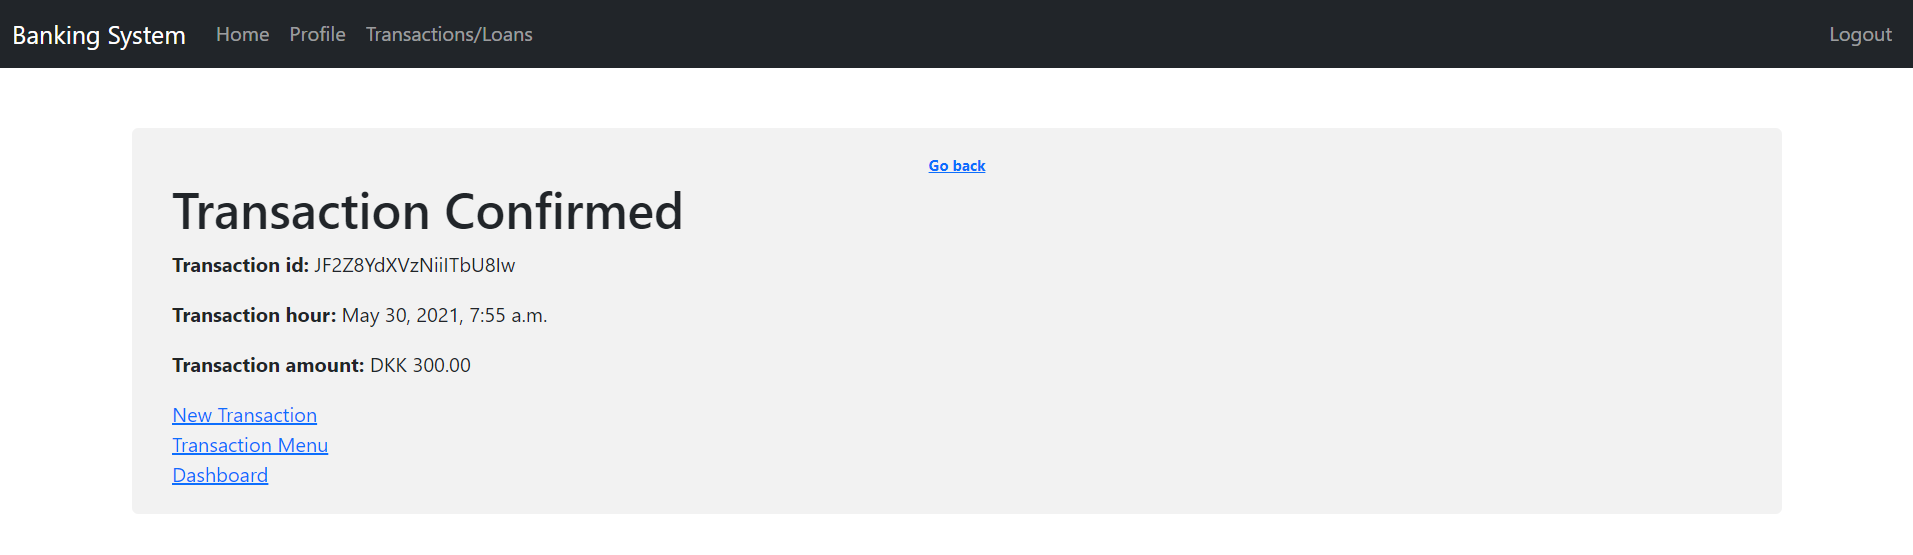 Banking System Home Profile Transactions/Loans Logout
Go back
Transaction Confirmed
Transaction id: JF2Z8YdXVzNiiITbU8Iw
Transaction hour: May 30, 2021, 7:55 a.m.
Transaction amount: DKK 300.00
New Transaction
Transaction Menu
Dashboard